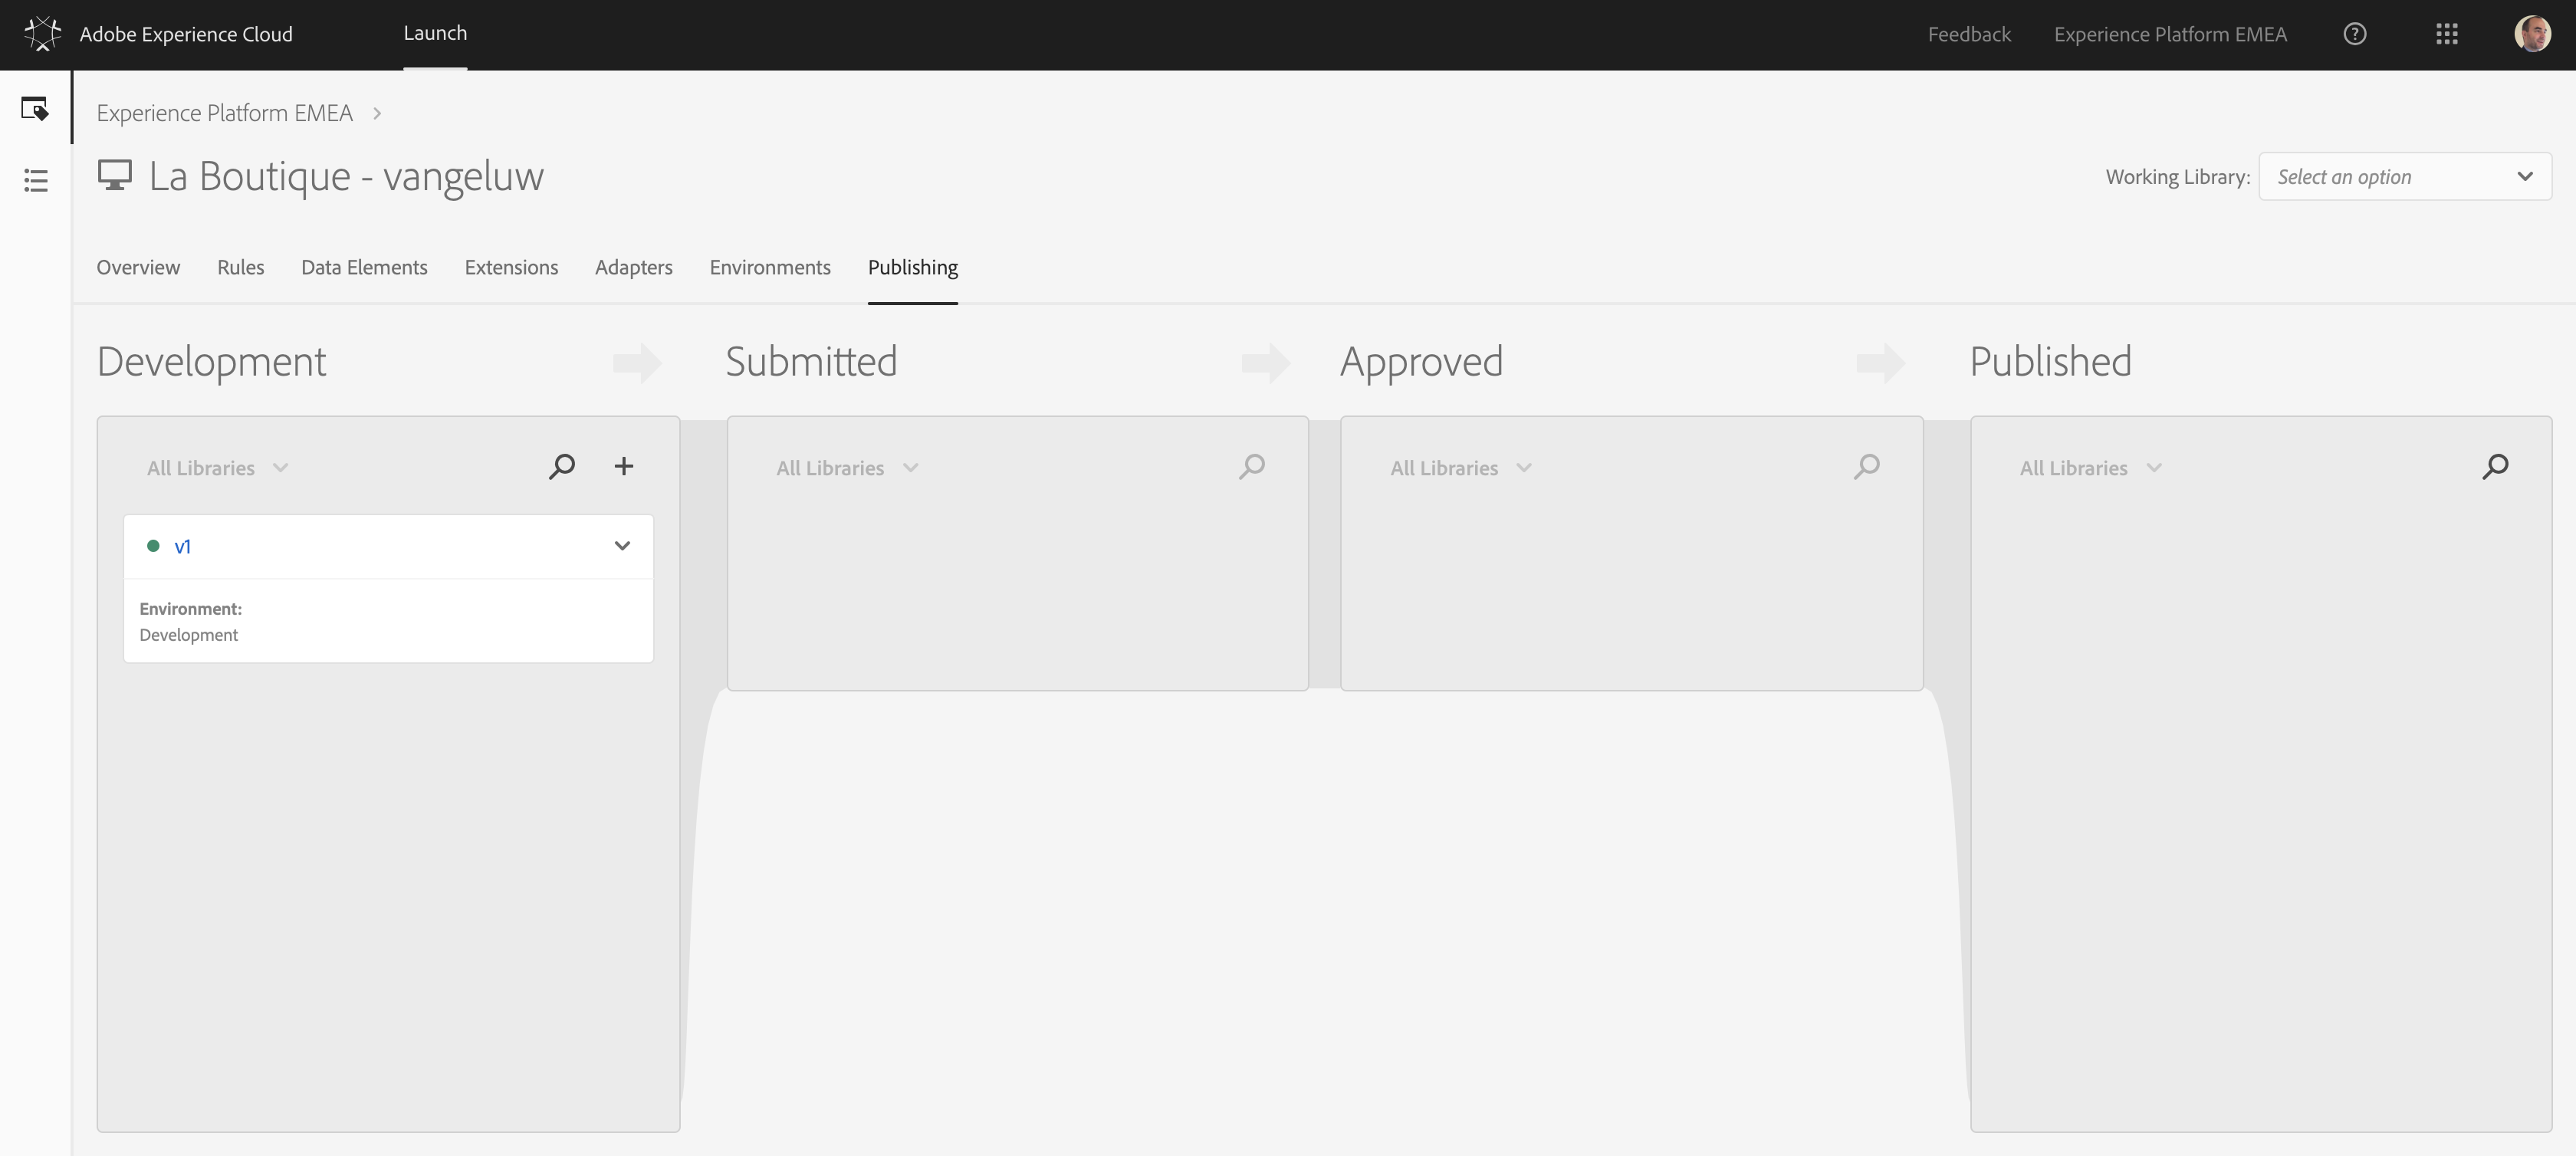 Adobe Experience Cloud
Launch
Feedback
Experience Platform EMEA
Experience Platform EMEA
La Boutique - vangeluw
Working Library: Select an option
Overview Rules Data Elements Extensions Adapters Environments Publishing
Development
Submitted
Approved
Published
All Libraries
All Libraries
All Libraries
All Libraries
v1
Environment:
Development